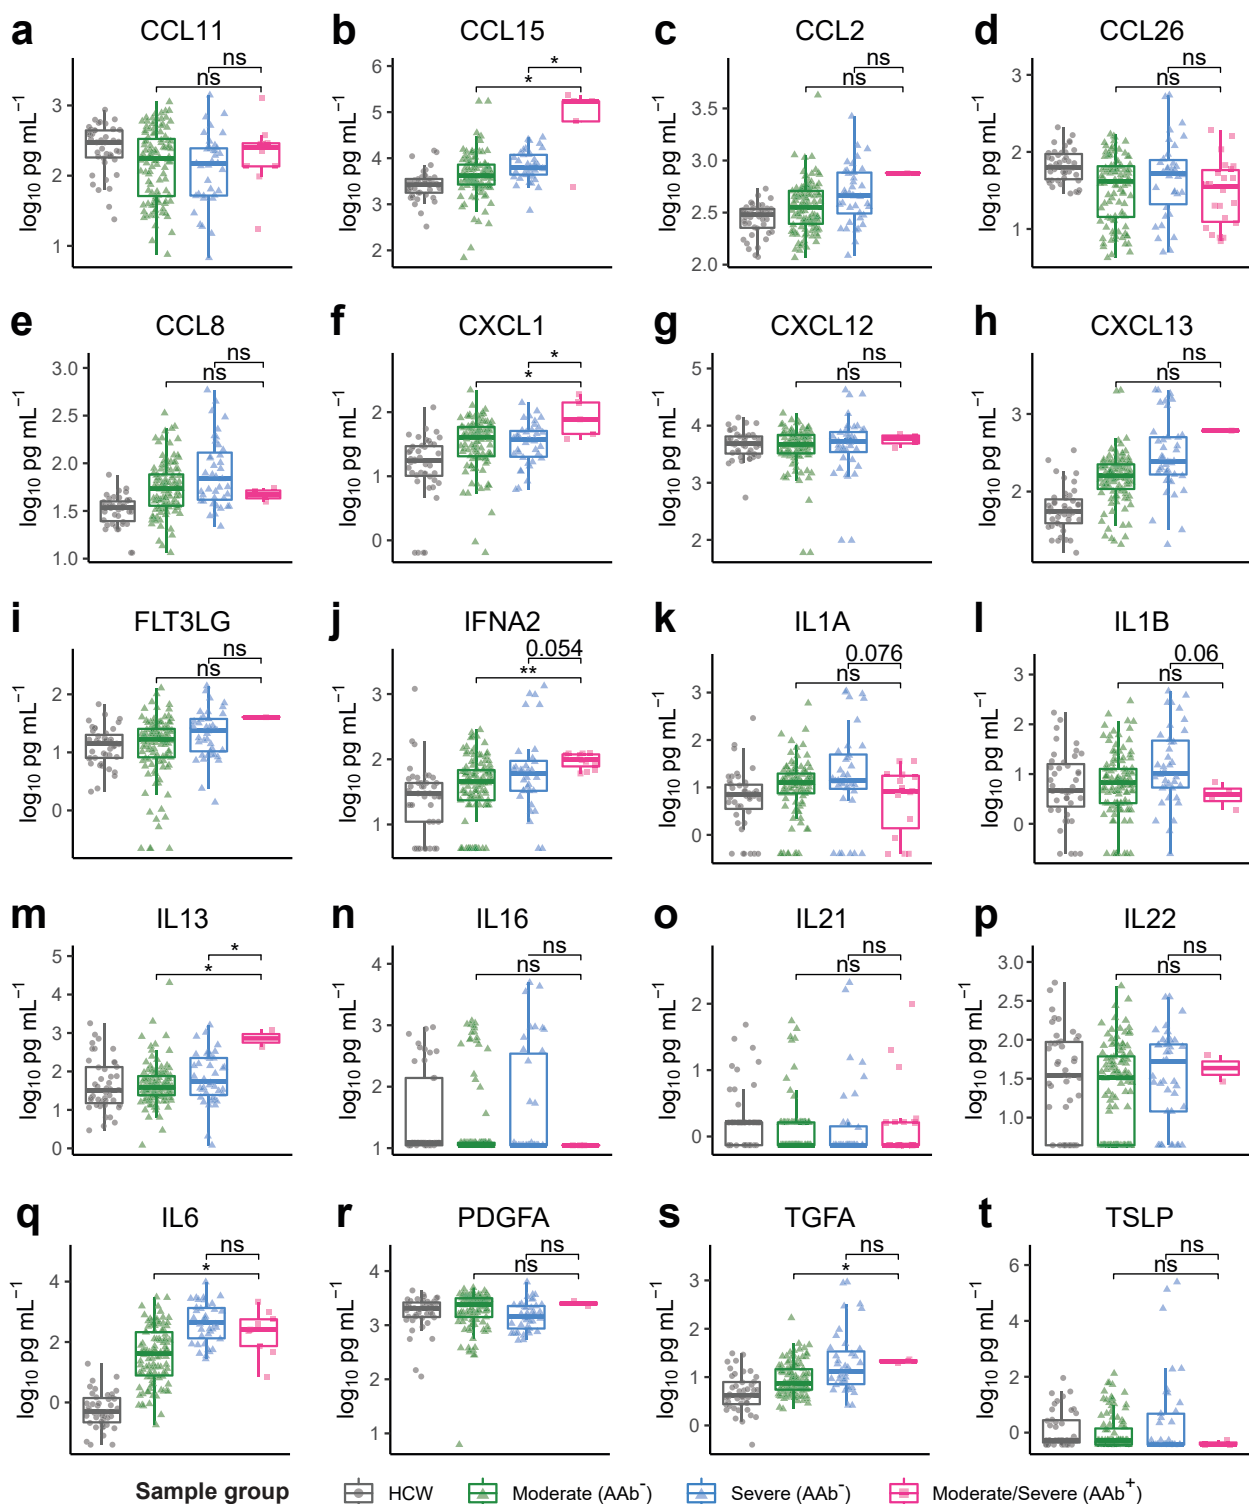 a CCL11
log10 pg mL−1
3
2
1
ns
ns
b CCL15
log10 pg mL−1
6
5
4
3
2
*
*
c CCL2
log10 pg mL−1
3.5
3.0
2.5
2.0
ns
ns
d CCL26
log10 pg mL−1
3
2
1
ns
ns
e CCL8
log10 pg mL−1
3.0
2.5
2.0
1.5
1.0
ns
ns
f CXCL1
log10 pg mL−1
2
1
0
*
*
g CXCL12
log10 pg mL−1
5
4
3
2
ns
ns
h CXCL13
log10 pg mL−1
3
2
ns
ns
i FLT3LG
log10 pg mL−1
2
1
0
ns
ns
j IFNA2
log10 pg mL−1
3
2
1
0.054
**
k IL1A
log10 pg mL−1
3
2
1
0
0.076
ns
l IL1B
log10 pg mL−1
3
2
1
0
0.06
ns
m IL13
log10 pg mL−1
5
4
3
2
1
0
*
*
n IL16
log10 pg mL−1
4
3
2
1
ns
ns
o IL21
log10 pg mL−1
2
1
0
ns
ns
p IL22
log10 pg mL−1
3.0
2.5
2.0
1.5
1.0
ns
ns
q IL6
log10 pg mL−1
4
2
0
ns
*
r PDGFA
log10 pg mL−1
4
3
2
1
ns
ns
s TGFA
log10 pg mL−1
3
2
1
0
ns
*
t TSLP
log10 pg mL−1
6
4
2
0
ns
ns
Sample group HCW Moderate (AAb-) Severe (AAb-) Moderate/Severe (AAb+)